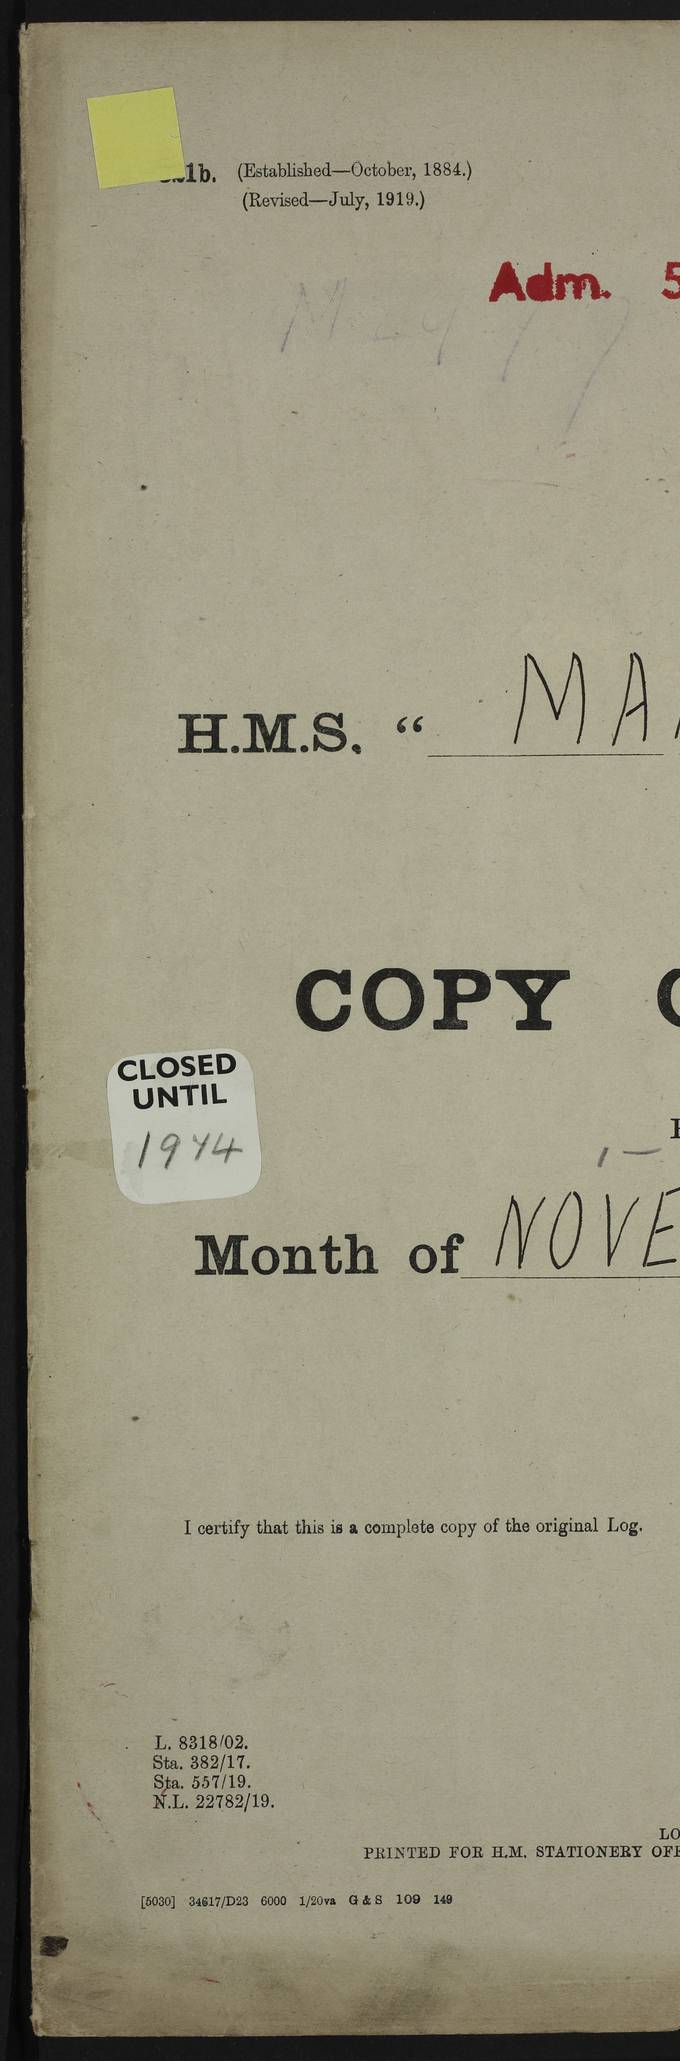 (Established—October, 1884.)
(Revised—July, 1919.)
Adm. 5
H.M.S. “ MA
COPY
CLOSED
UNTIL
1944
Month of NOVE
I certify that this is a complete copy of the original Log.
L. 8318/02.
Sta. 382/17.
Sta. 557/19.
N.L. 22782/19.
LO
PRINTED FOR H.M. STATIONERY OFF
[5030] 34617/D23 6000 1/20va G & S 109 149